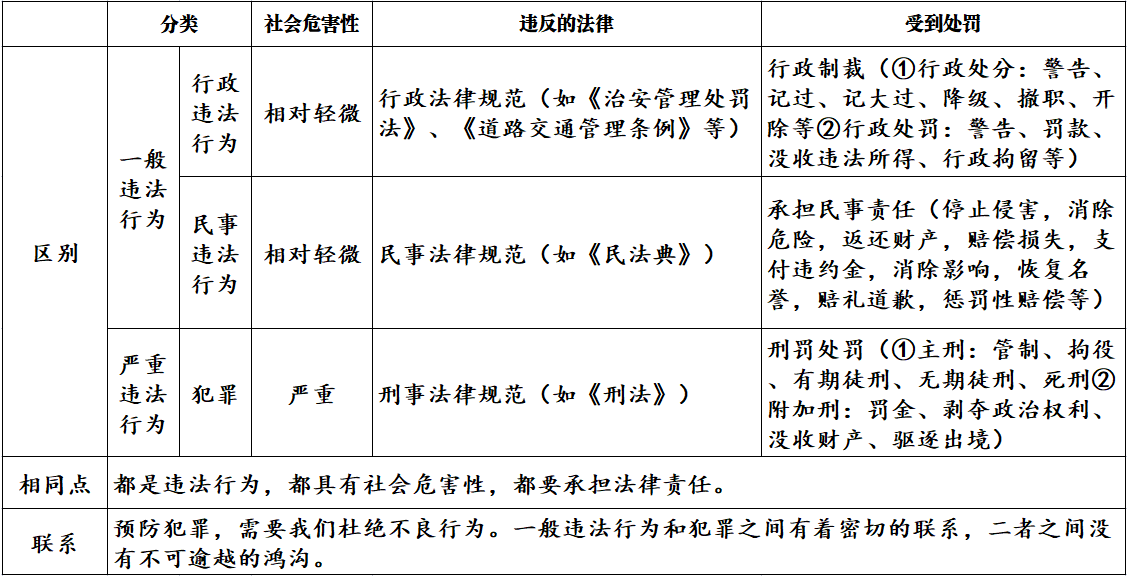 分类 社会危害性 违反的法律 受到处罚
区别
一般
违法
行为
行政
违法
行为
相对轻微
行政法律规范（如《治安管理处罚
法》、《道路交通管理条例》等）
行政制裁（①行政处分：警告、
记过、记大过、降级、撤职、开
除等②行政处罚：警告、罚款、
没收违法所得、行政拘留等）
民事
违法
行为
相对轻微
民事法律规范（如《民法典》）
承担民事责任（停止侵害，消除
危险，返还财产，赔偿损失，支
付违约金，消除影响，恢复名
誉，赔礼道歉，惩罚性赔偿等）
严重
违法
行为
犯罪
严重
刑事法律规范（如《刑法》）
刑罚处罚（①主刑：管制、拘役
、有期徒刑、无期徒刑、死刑②
附加刑：罚金、剥夺政治权利、
没收财产、驱逐出境）
相同点
都是违法行为，都具有社会危害性，都要承担法律责任。
联系
预防犯罪，需要我们杜绝不良行为。一般违法行为和犯罪之间有着密切的联系，二者之间没
有不可逾越的鸿沟。